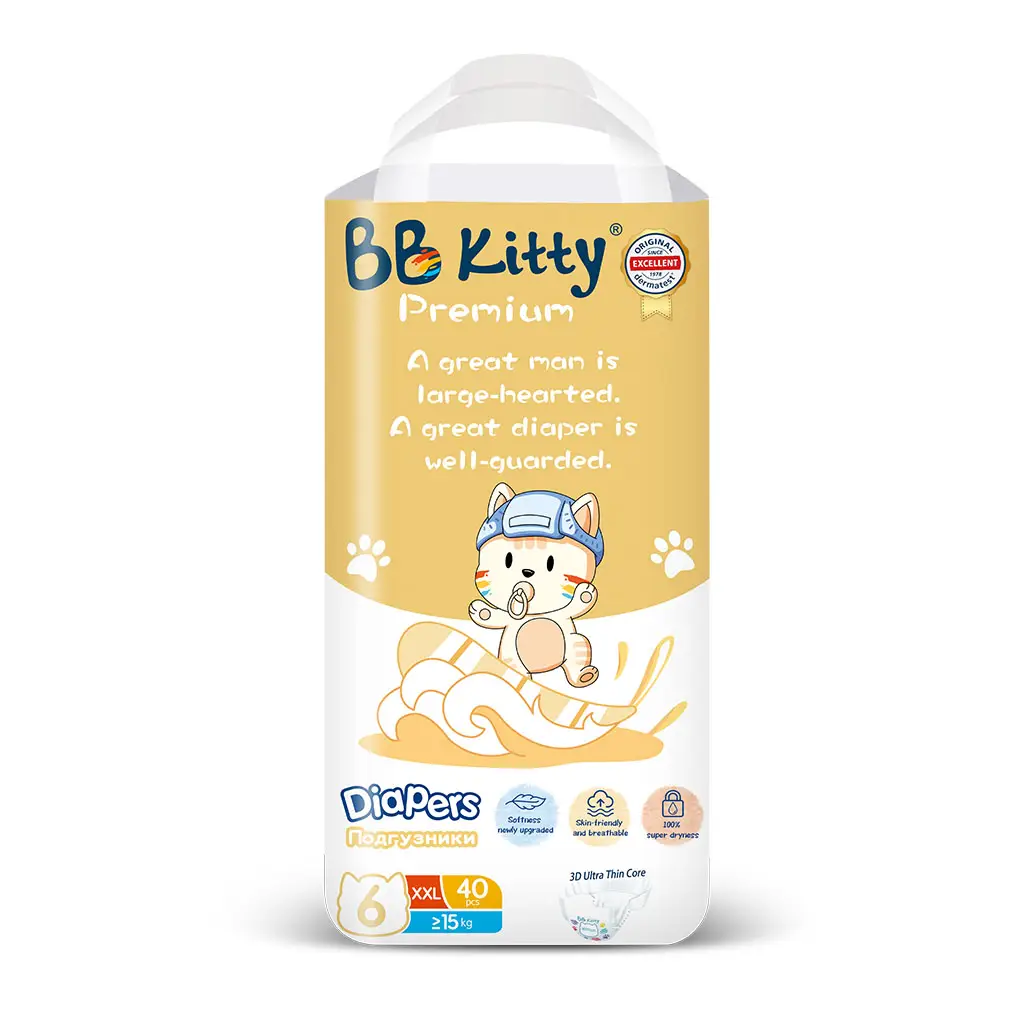 BB Kitty®
Premium
ORIGINAL
SINCE
EXCELLENT
1978
dermatest®
A great man is
large-hearted.
A great diaper is
well-guarded.
Diapers
Подгузники
Softness
newly upgraded
Skin-friendly
and breathable
100%
super dryness
3D Ultra Thin Core
6
XXL
40
pcs
≥15kg